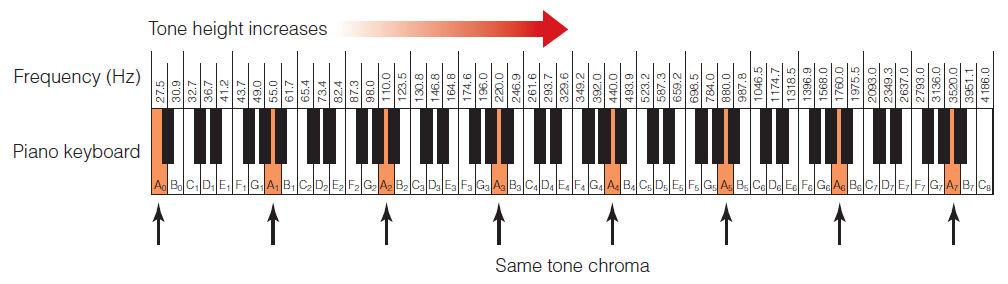 Tone height increases
Frequency (Hz) 27.5 30.9 32.7 36.7 41.2 43.7 49.0 55.0 61.7 65.4 73.4 82.4 87.3 98.0 110.0 123.5 130.8 146.8 164.8 174.6 196.0 220.0 246.9 261.6 293.7 329.6 349.2 392.0 440.0 493.9 523.2 587.3 659.2 698.5 784.0 880.0 987.8 1046.5 1174.7 1318.5 1396.9 1568.0 1760.0 1975.5 2093.0 2349.3 2637.0 2793.0 3136.0 3520.0 3951.1 4186.0
Piano keyboard
A0 B0 C1 D1 E1 F1 G1 A1 B1 C2 D2 E2 F2 G2 A2 B2 C3 D3 E3 F3 G3 A3 B3 C4 D4 E4 F4 G4 A4 B4 C5 D5 E5 F5 G5 A5 B5 C6 D6 E6 F6 G6 A6 B6 C7 D7 E7 F7 G7 A7 B7 C8
Same tone chroma